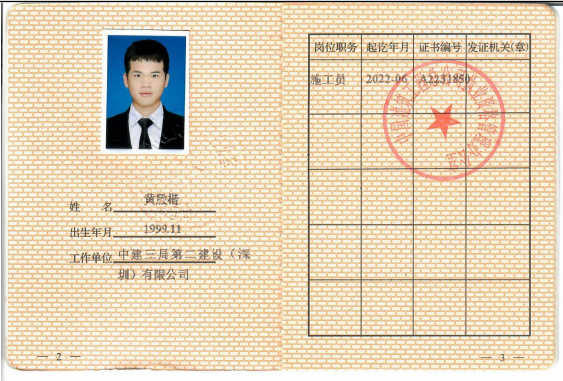 姓 名 黄俊楷
出生年月 1999.11
工作单位 中建三局第二建设（深
圳）有限公司
— 2 —
岗位职务 起讫年月 证书编号 发证机关(章)
施工员 2022-06 A2231850
— 3 —